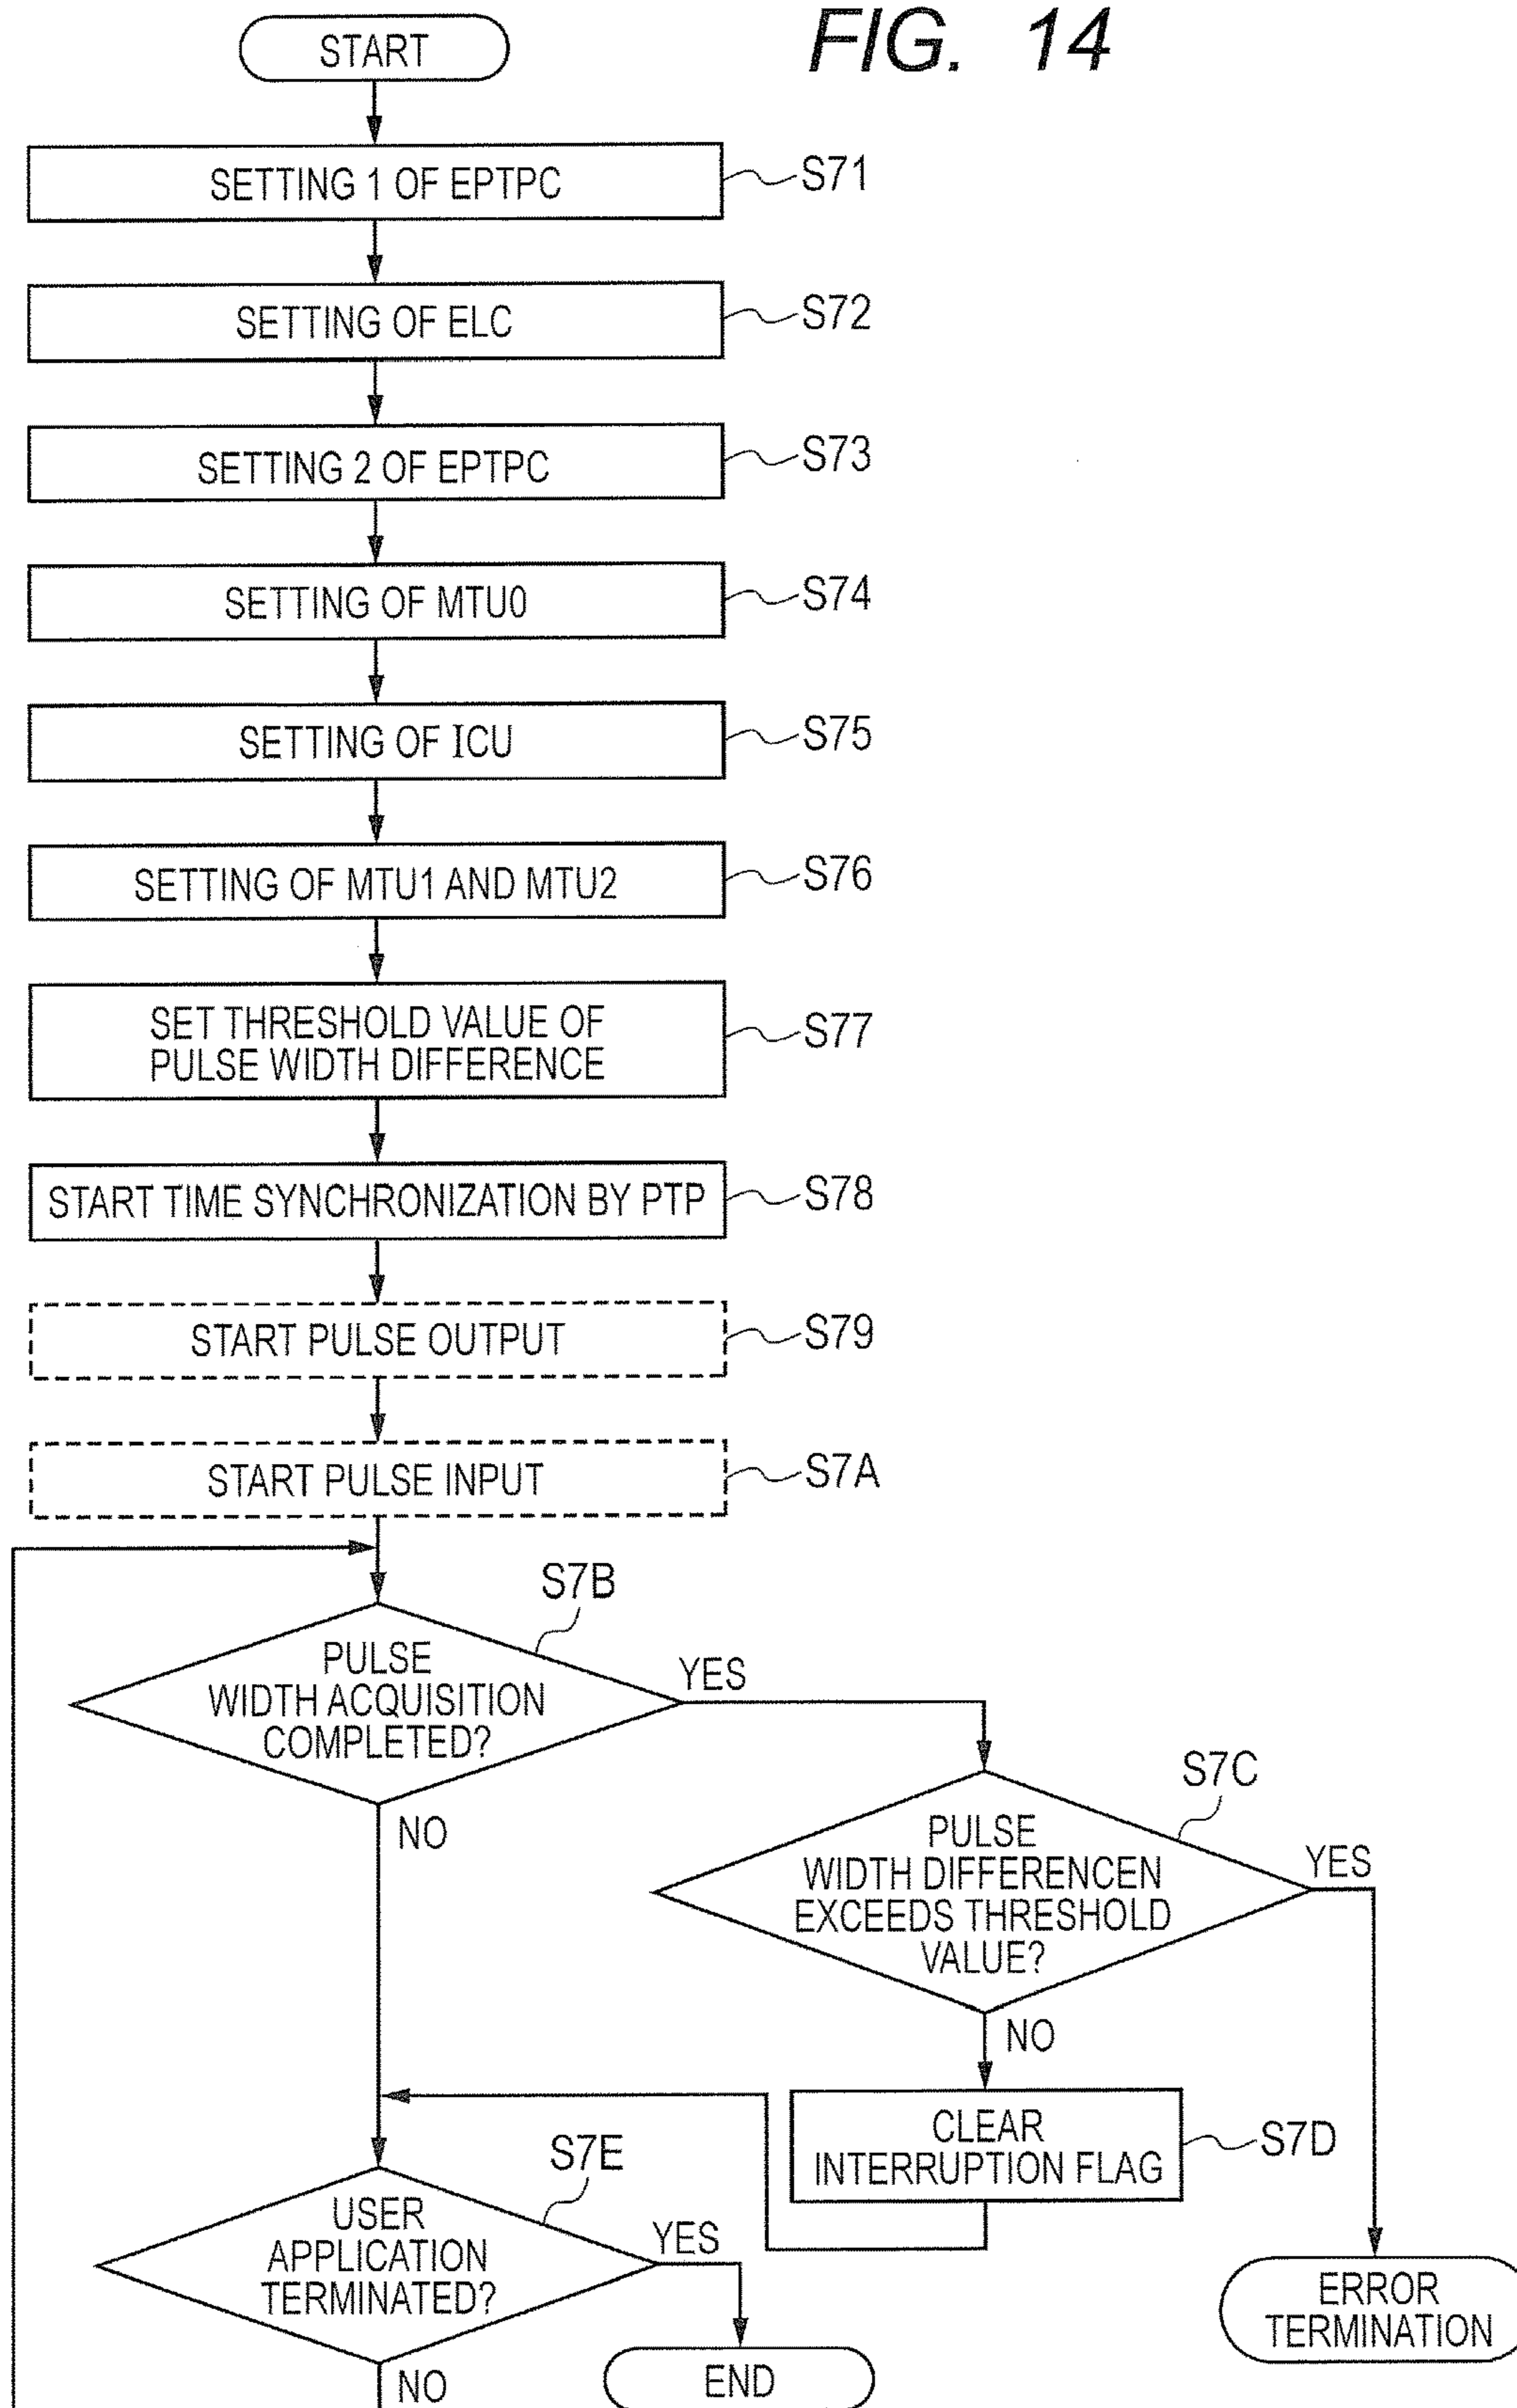 FIG. 14
START
SETTING 1 OF EPTPC
S71
SETTING OF ELC
S72
SETTING 2 OF EPTPC
S73
SETTING OF MTU0
S74
SETTING OF ICU
S75
SETTING OF MTU1 AND MTU2
S76
SET THRESHOLD VALUE OF
PULSE WIDTH DIFFERENCE
S77
START TIME SYNCHRONIZATION BY PTP
S78
START PULSE OUTPUT
S79
START PULSE INPUT
S7A
S7B
PULSE
WIDTH ACQUISITION
COMPLETED?
YES
NO
S7C
PULSE
WIDTH DIFFERENCEN
EXCEEDS THRESHOLD
VALUE?
YES
NO
CLEAR
INTERRUPTION FLAG
S7D
S7E
USER
APPLICATION
TERMINATED?
YES
NO
END
ERROR
TERMINATION